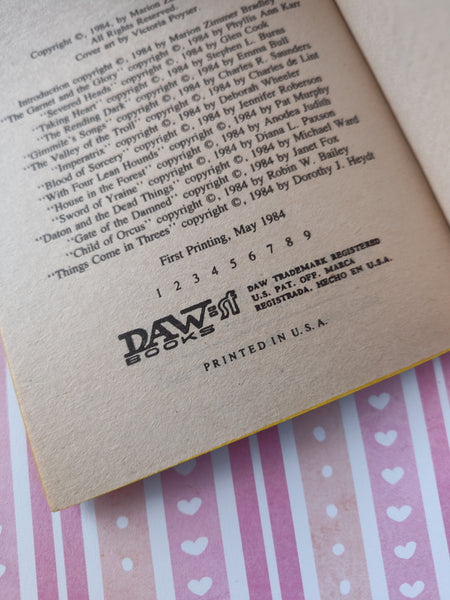 Copyright ©, 1984, by Marion Zimmer
All Rights Reserved.
Cover art by Victoria Poyser.
Introduction copyright ©, 1984 by Marion Zimmer Bradley
"The Garnet and the Glory" copyright ©, 1984 by Phyllis Ann Karr
"Severed Heads" copyright ©, 1984 by Glen Cook
"Taking Heart" copyright ©, 1984 by Stephen L. Burns
"The Rending Dark" copyright ©, 1984 by Emma Bull
"Gimmile's Songs" copyright ©, 1984 by Charles R. Saunders
"The Valley of the Troll" copyright ©, 1984 by Charles de Lint
"Imperatrix" copyright ©, 1984 by Deborah Wheeler
"Blood of Sorcery" copyright ©, 1984 by Jennifer Roberson
"With Four Lean Hounds," copyright ©, 1984 by Pat Murphy
"House in the Forest" copyright ©, 1984 by Anodea Judith
"Sword of Yraine" copyright ©, 1984 by Diana L. Paxson
"Daton and the Dead Things" copyright ©, 1984 by Michael Ward
"Gate of the Damned" copyright ©, 1984 by Janet Fox
"Child of Orcus" copyright ©, 1984 by Robin W. Bailey
"Things Come in Threes" copyright ©, 1984 by Dorothy J. Heydt
First Printing, May 1984
1 2 3 4 5 6 7 8 9
DAW sf
BOOKS
DAW TRADEMARK REGISTERED
U.S. PAT. OFF. MARCA
REGISTRADA. HECHO EN U.S.A.
PRINTED IN U.S.A.